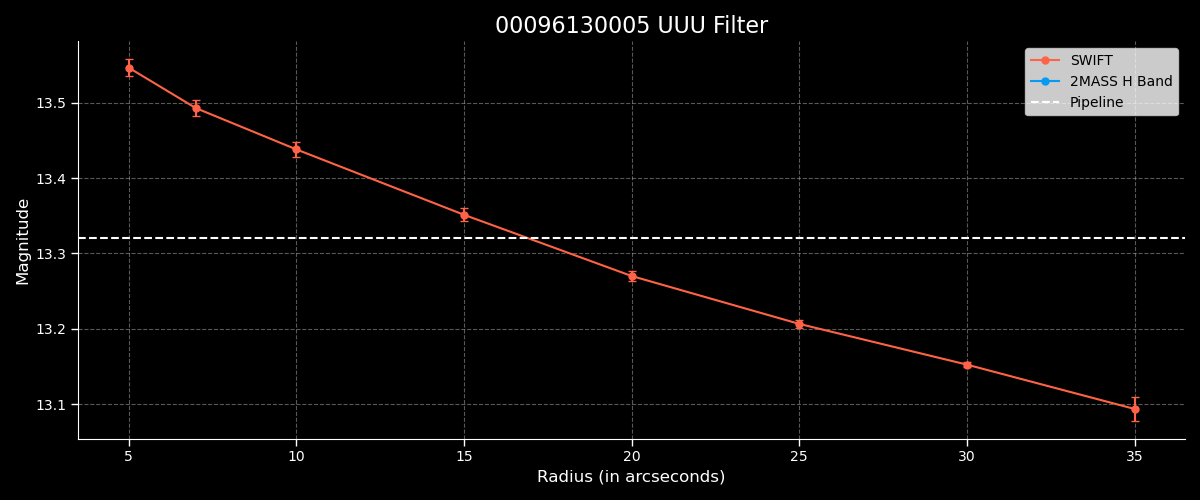 00096130005 UUU Filter
SWIFT
2MASS H Band
Pipeline
Magnitude
13.5
13.4
13.3
13.2
13.1
5 10 15 20 25 30 35
Radius (in arcseconds)